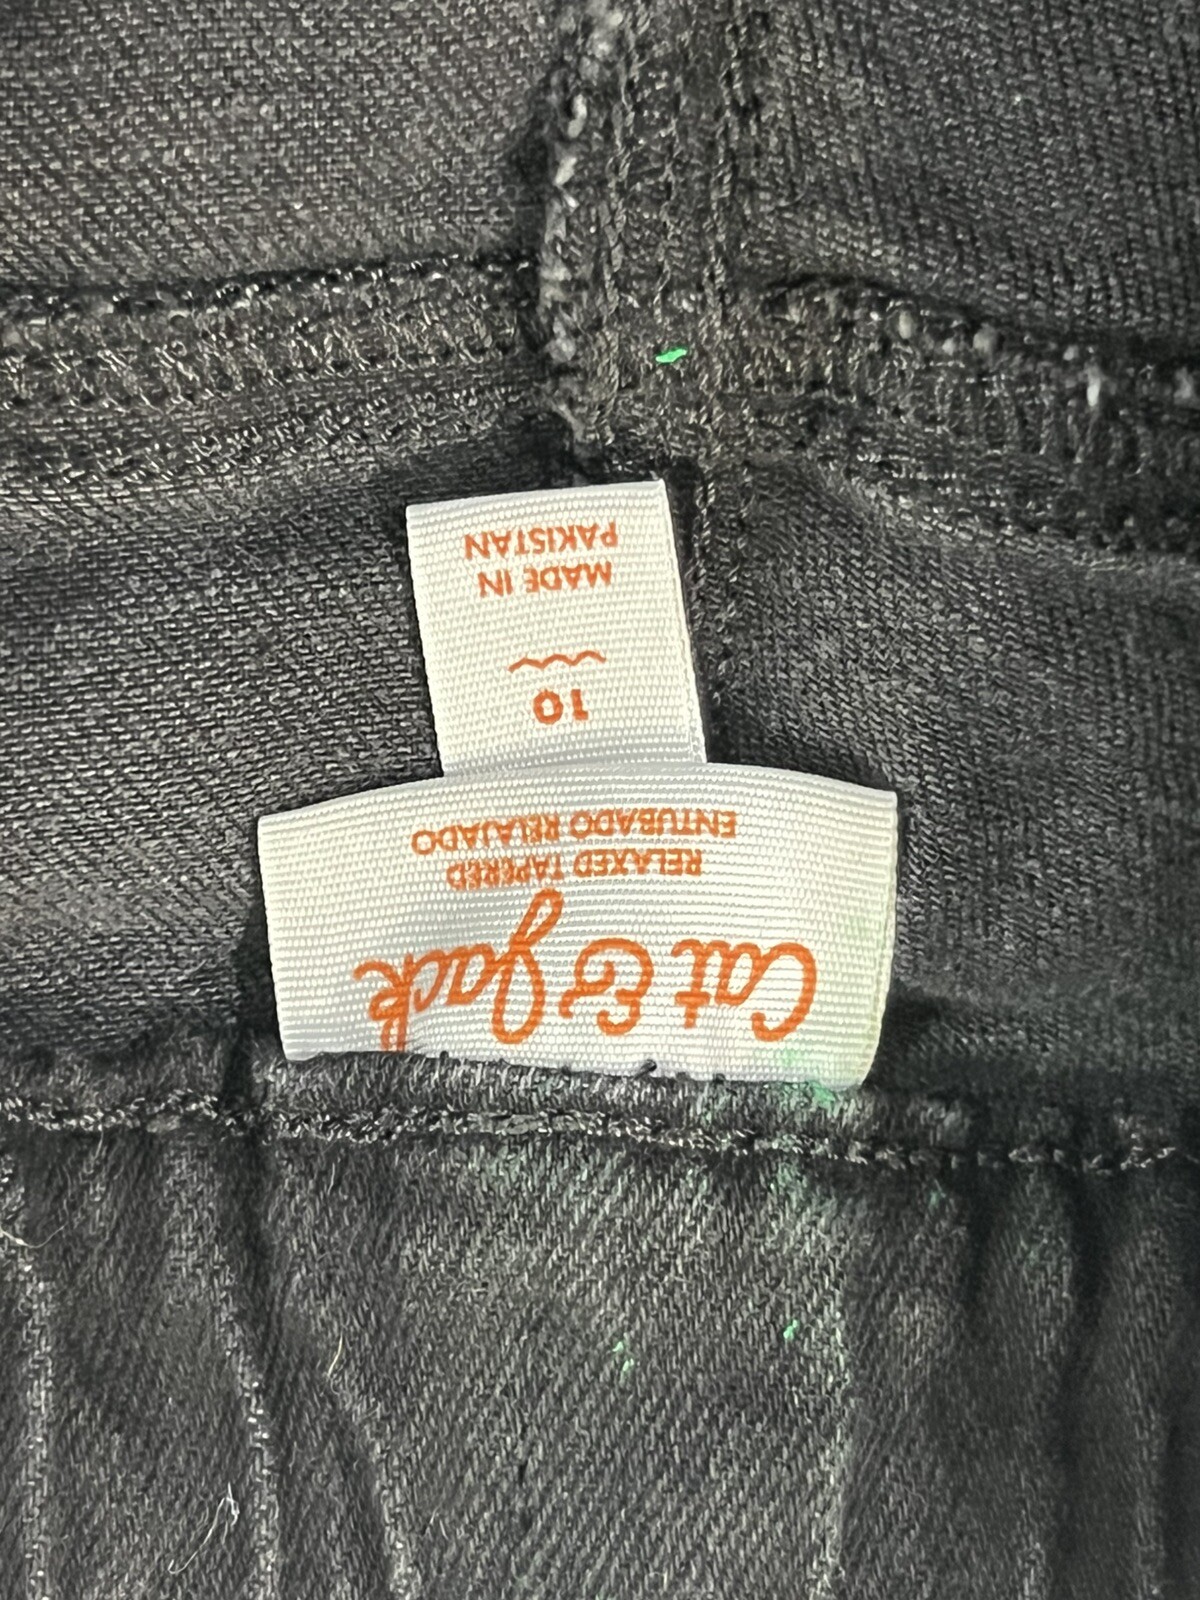 Cat & Jack
RELAXED TAPERED
ENTUBADO RELAJADO
10
MADE IN
PAKISTAN